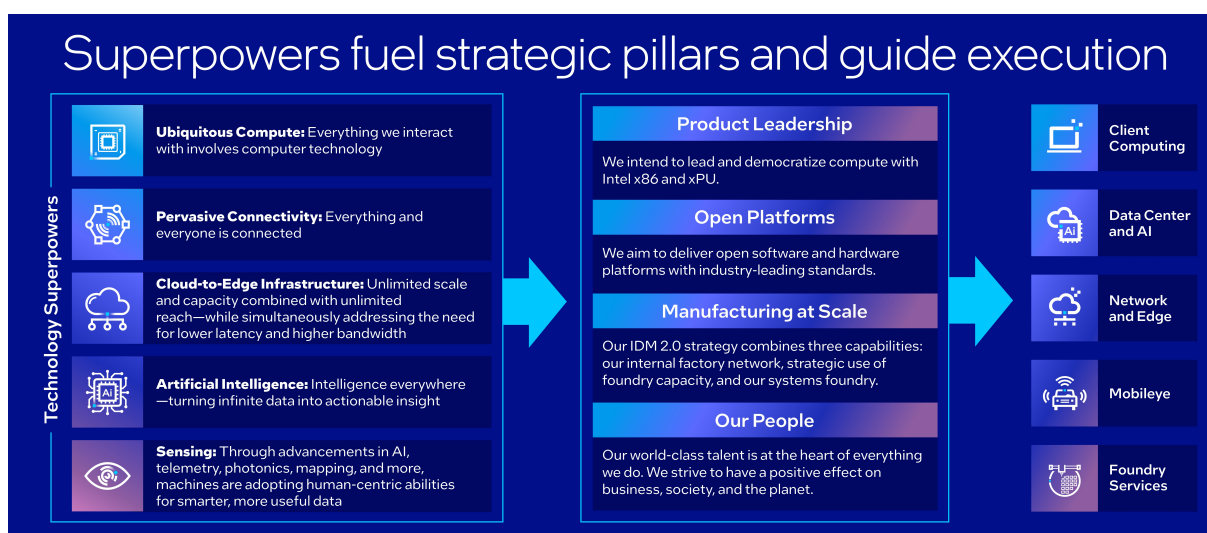 Superpowers fuel strategic pillars and guide execution
Technology Superpowers
Ubiquitous Compute: Everything we interact
with involves computer technology
Pervasive Connectivity: Everything and
everyone is connected
Cloud-to-Edge Infrastructure: Unlimited scale
and capacity combined with unlimited
reach—while simultaneously addressing the need
for lower latency and higher bandwidth
Ai
Artificial Intelligence: Intelligence everywhere
—turning infinite data into actionable insight
Sensing: Through advancements in AI,
telemetry, photonics, mapping, and more,
machines are adopting human-centric abilities
for smarter, more useful data
Product Leadership
We intend to lead and democratize compute with
Intel x86 and xPU.
Open Platforms
We aim to deliver open software and hardware
platforms with industry-leading standards.
Manufacturing at Scale
Our IDM 2.0 strategy combines three capabilities:
our internal factory network, strategic use of
foundry capacity, and our systems foundry.
Our People
Our world-class talent is at the heart of everything
we do. We strive to have a positive effect on
business, society, and the planet.
Client
Computing
Ai
Data Center
and AI
Network
and Edge
Mobileye
Foundry
Services